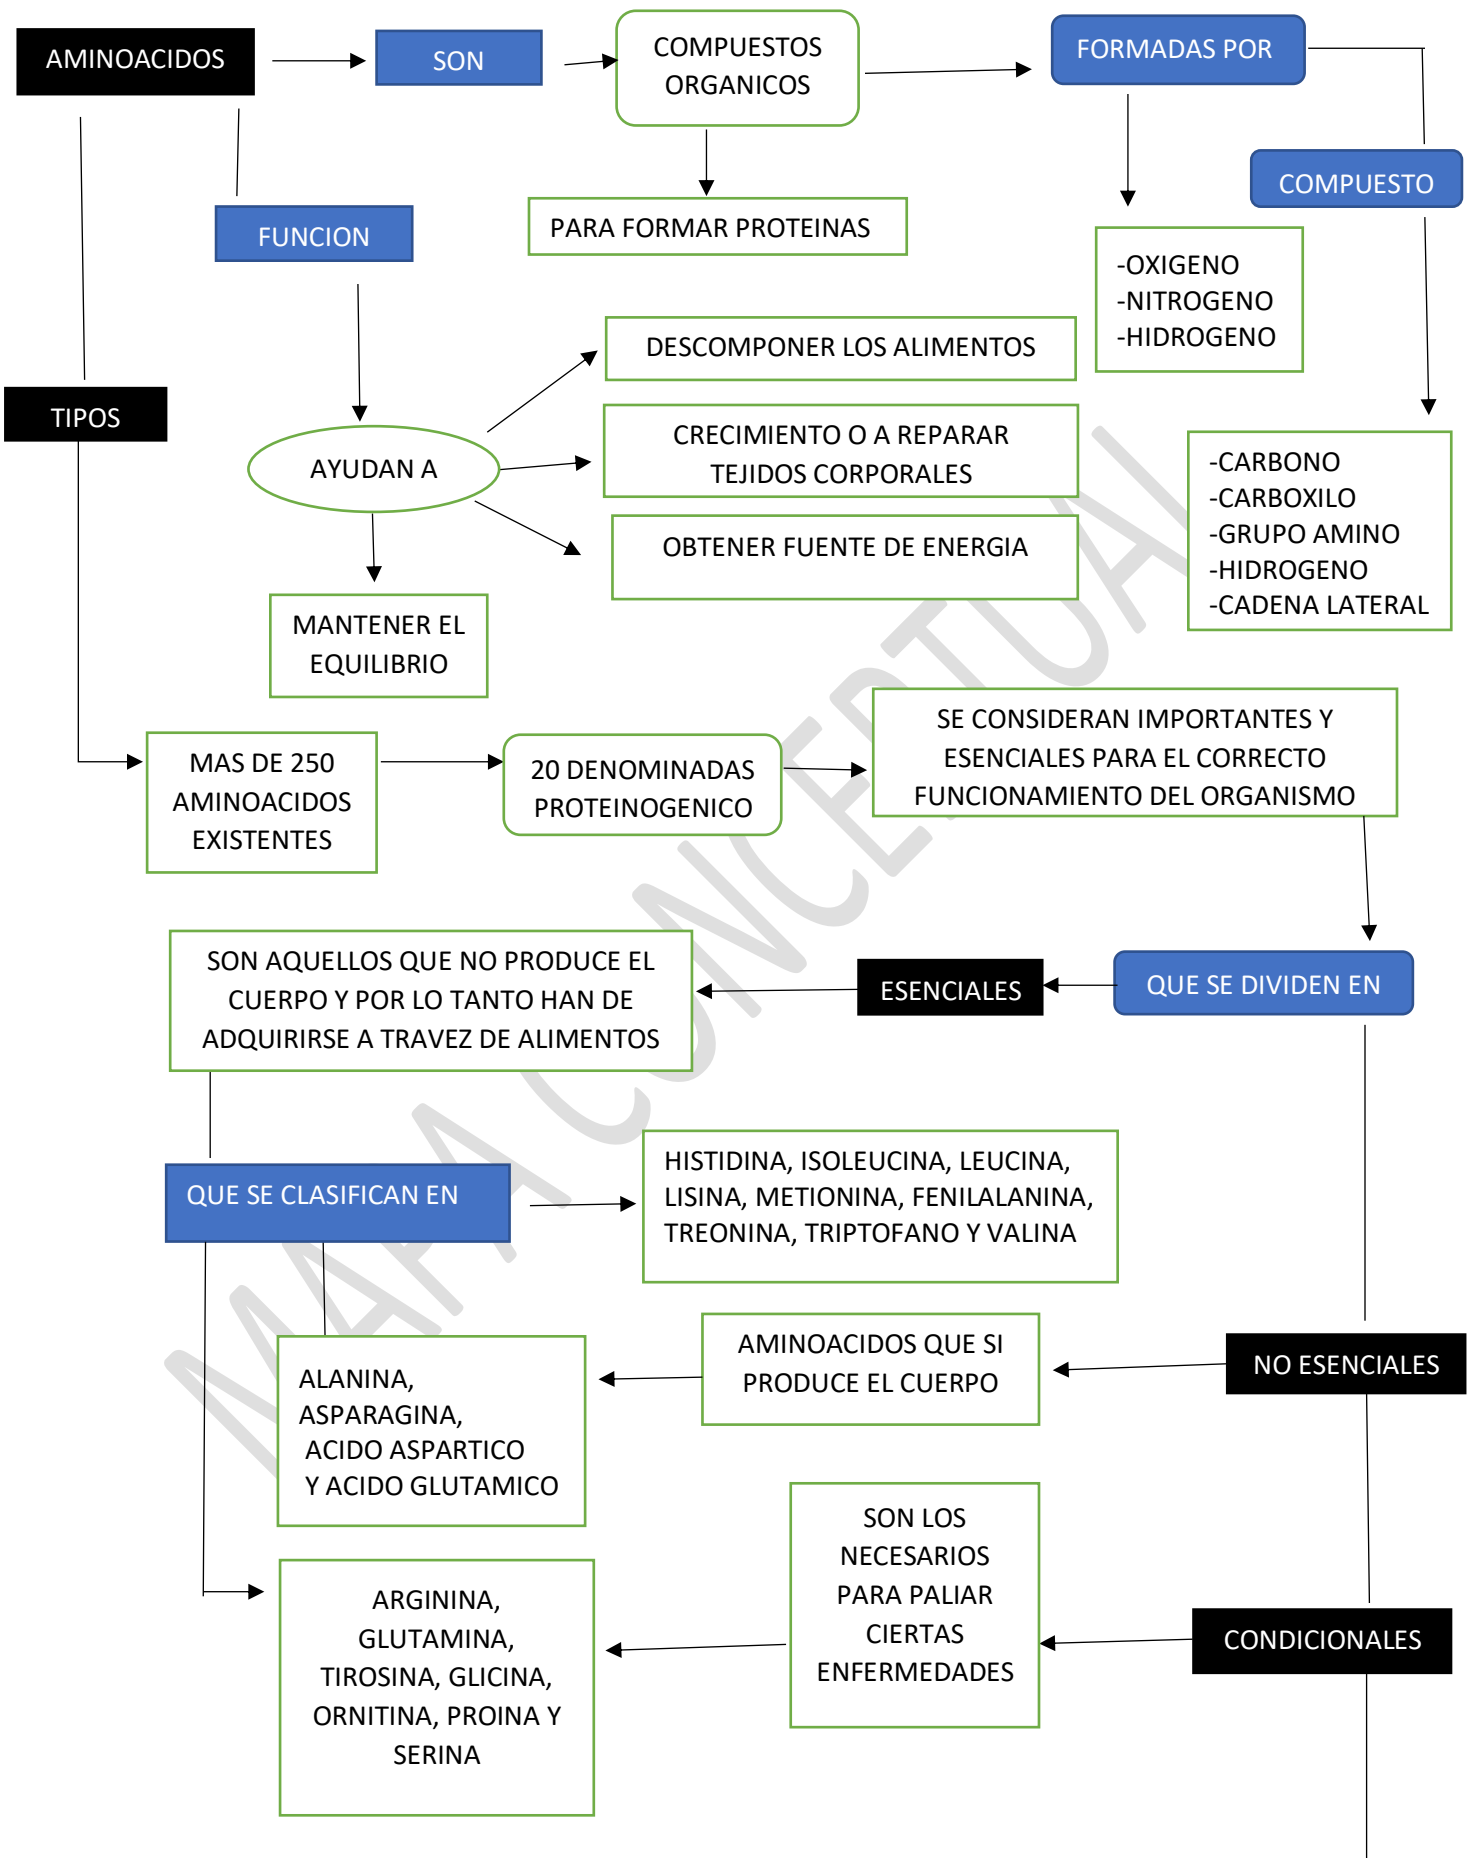 AMINOACIDOS
SON
COMPUESTOS
ORGANICOS
FORMADAS POR
COMPUESTO
FUNCION
PARA FORMAR PROTEINAS
-OXIGENO
-NITROGENO
-HIDROGENO
DESCOMPONER LOS ALIMENTOS
TIPOS
CRECIMIENTO O A REPARAR
TEJIDOS CORPORALES
AYUDAN A
-CARBONO
-CARBOXILO
-GRUPO AMINO
-HIDROGENO
-CADENA LATERAL
OBTENER FUENTE DE ENERGIA
MANTENER EL
EQUILIBRIO
MAS DE 250
AMINOACIDOS
EXISTENTES
20 DENOMINADAS
PROTEINOGENICO
SE CONSIDERAN IMPORTANTES Y
ESENCIALES PARA EL CORRECTO
FUNCIONAMIENTO DEL ORGANISMO
SON AQUELLOS QUE NO PRODUCE EL
CUERPO Y POR LO TANTO HAN DE
ADQUIRIRSE A TRAVEZ DE ALIMENTOS
ESENCIALES
QUE SE DIVIDEN EN
QUE SE CLASIFICAN EN
HISTIDINA, ISOLEUCINA, LEUCINA,
LISINA, METIONINA, FENILALANINA,
TREONINA, TRIPTOFANO Y VALINA
ALANINA,
ASPARAGINA,
ACIDO ASPARTICO
Y ACIDO GLUTAMICO
AMINOACIDOS QUE SI
PRODUCE EL CUERPO
NO ESENCIALES
ARGININA,
GLUTAMINA,
TIROSINA, GLICINA,
ORNITINA, PROINA Y
SERINA
SON LOS
NECESARIOS
PARA PALIAR
CIERTAS
ENFERMEDADES
CONDICIONALES
MAPA CONCEPTUAL